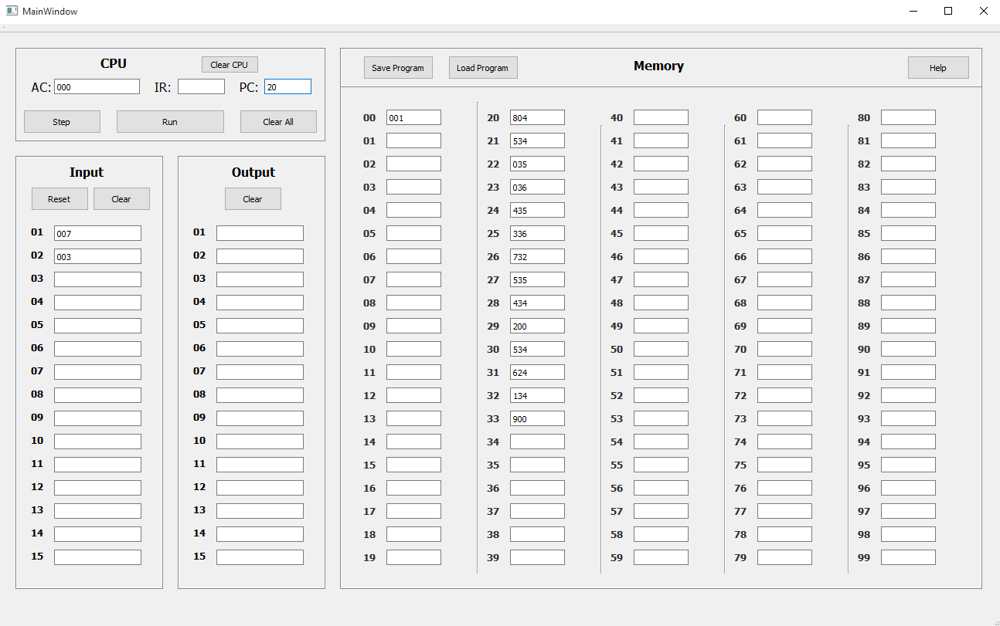 MainWindow
CPU
Clear CPU
AC: 000 IR: PC: 20
Step Run Clear All
Input
Reset Clear
01 007
02 003
03
04
05
06
07
08
09
10
11
12
13
14
15
Output
Clear
01
02
03
04
05
06
07
08
09
10
11
12
13
14
15
Save Program Load Program Memory Help
00 001 20 804 40 60 80
01 21 534 41 61 81
02 22 035 42 62 82
03 23 036 43 63 83
04 24 435 44 64 84
05 25 336 45 65 85
06 26 732 46 66 86
07 27 535 47 67 87
08 28 434 48 68 88
09 29 200 49 69 89
10 30 534 50 70 90
11 31 624 51 71 91
12 32 134 52 72 92
13 33 900 53 73 93
14 34 54 74 94
15 35 55 75 95
16 36 56 76 96
17 37 57 77 97
18 38 58 78 98
19 39 59 79 99